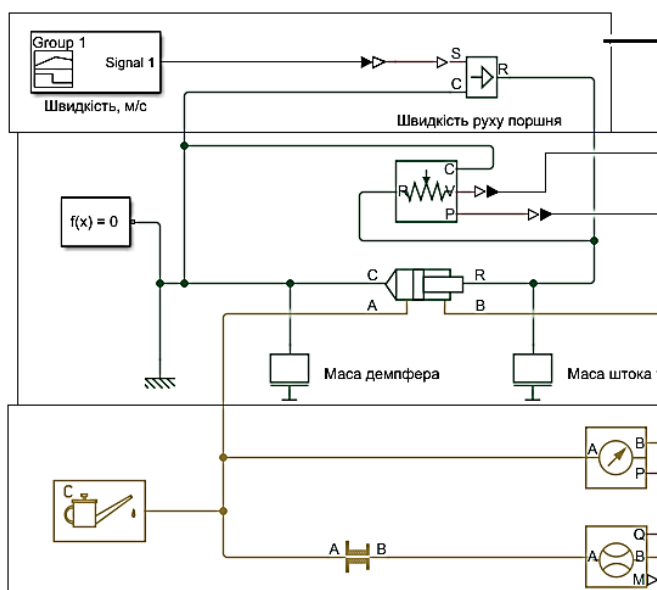 Group 1
Signal 1
Швидкість, м/с
S
C
R
Швидкість руху поршня
C
R
V
P
f(x) = 0
C
R
A
B
Маса демпфера
Маса штока
C
A
B
P
A
B
A
Q
B
M